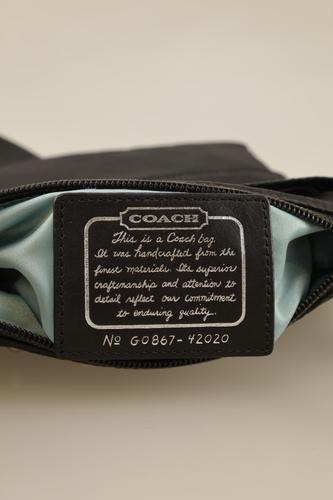 COACH
This is a Coach bag.
It was handcrafted from the
finest materials. Its superior
craftsmanship and attention to
detail reflect our commitment
to enduring quality.
Nº G0867-42020